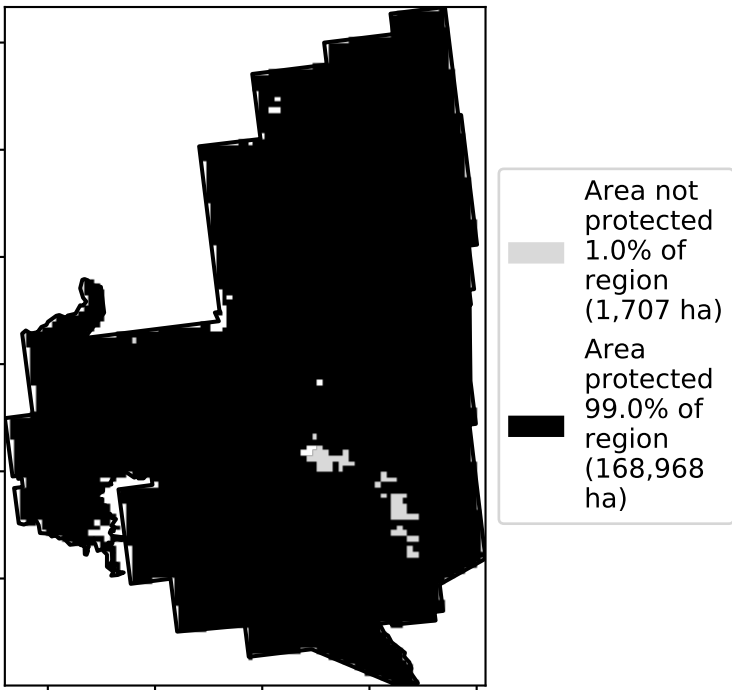 Area not
protected
1.0% of
region
(1,707 ha)
Area
protected
99.0% of
region
(168,968
ha)